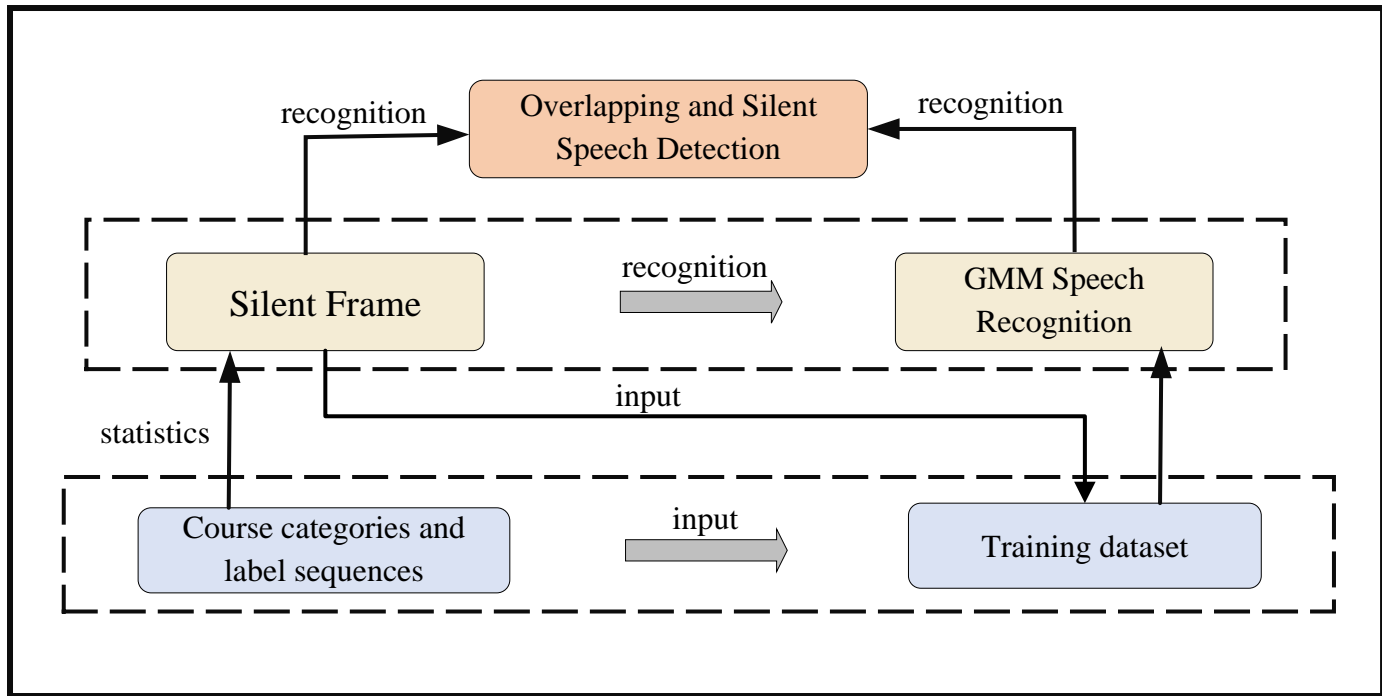 recognition
Overlapping and Silent
Speech Detection
recognition
Silent Frame
recognition
GMM Speech
Recognition
input
statistics
Course categories and
label sequences
input
Training dataset